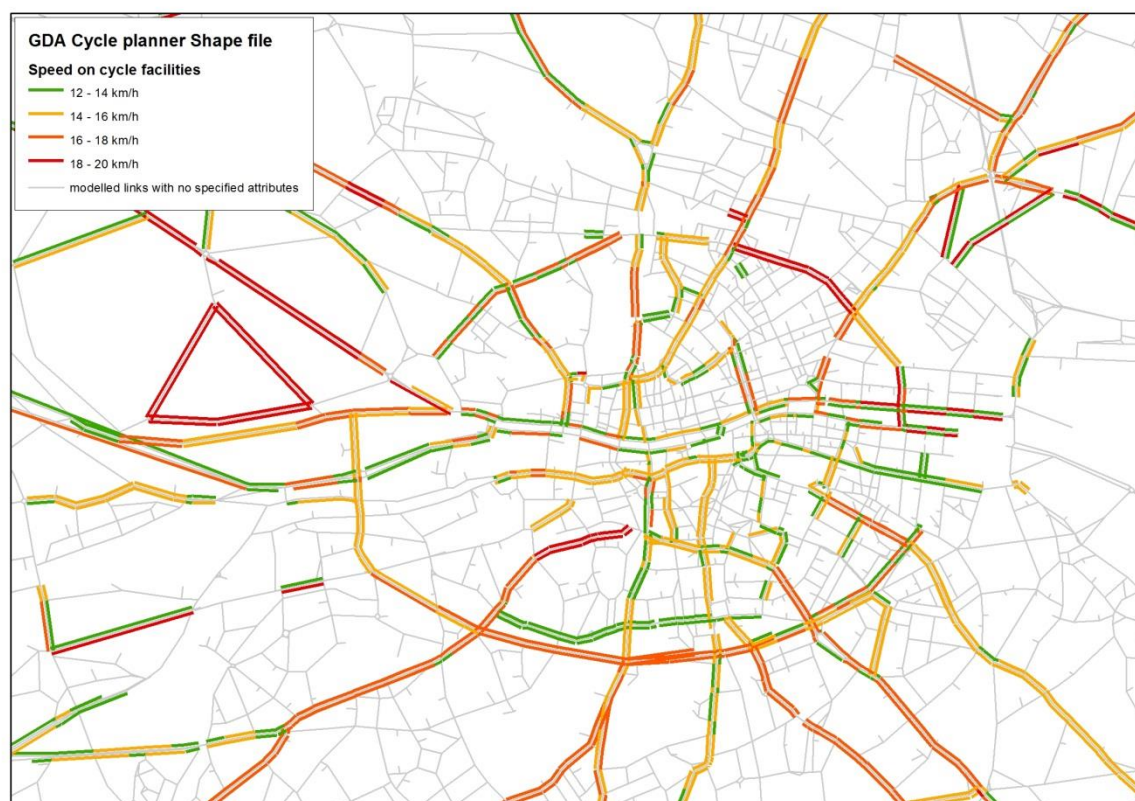 GDA Cycle planner Shape file
Speed on cycle facilities
12 - 14 km/h
14 - 16 km/h
16 - 18 km/h
18 - 20 km/h
modelled links with no specified attributes